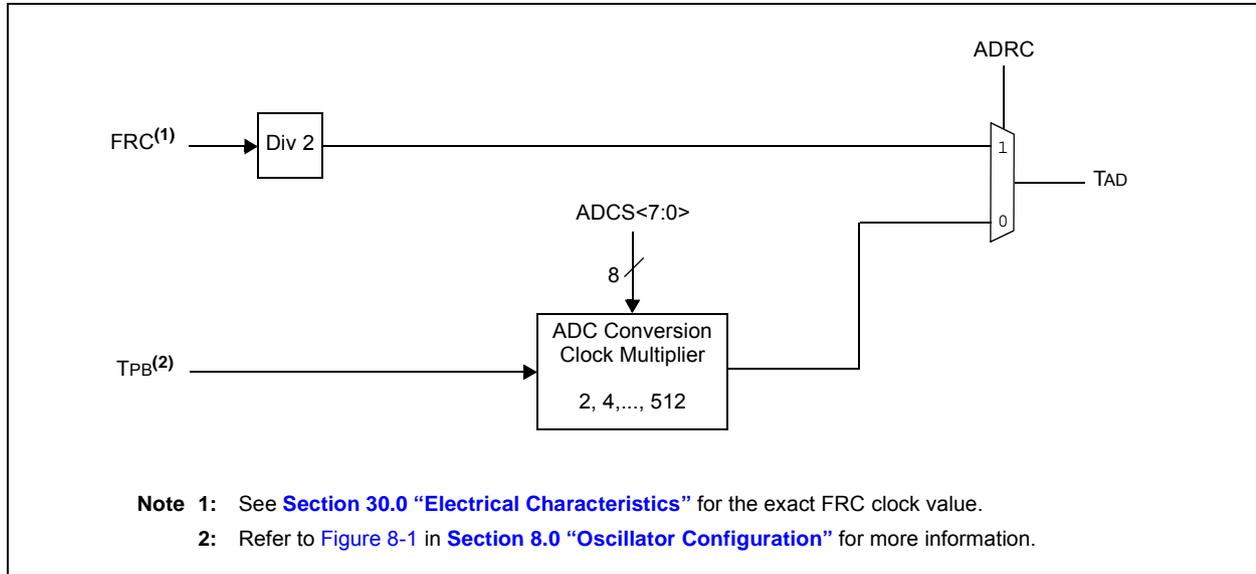 ADRC
FRC(1)
Div 2
1
TAD
ADCS<7:0>
0
8
ADC Conversion
Clock Multiplier
TPB(2)
2, 4,..., 512
Note 1: See Section 30.0 “Electrical Characteristics” for the exact FRC clock value.
2: Refer to Figure 8-1 in Section 8.0 “Oscillator Configuration” for more information.